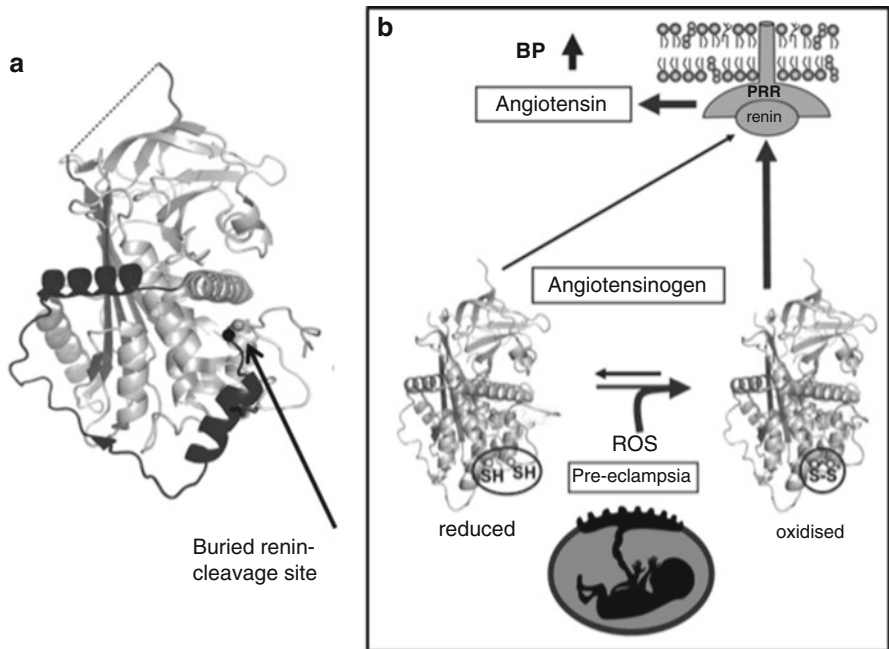 a
Buried renin-
cleavage site
b
BP
PRR
renin
Angiotensin
Angiotensinogen
ROS
SH SH
Pre-eclampsia
S-S
reduced
oxidised